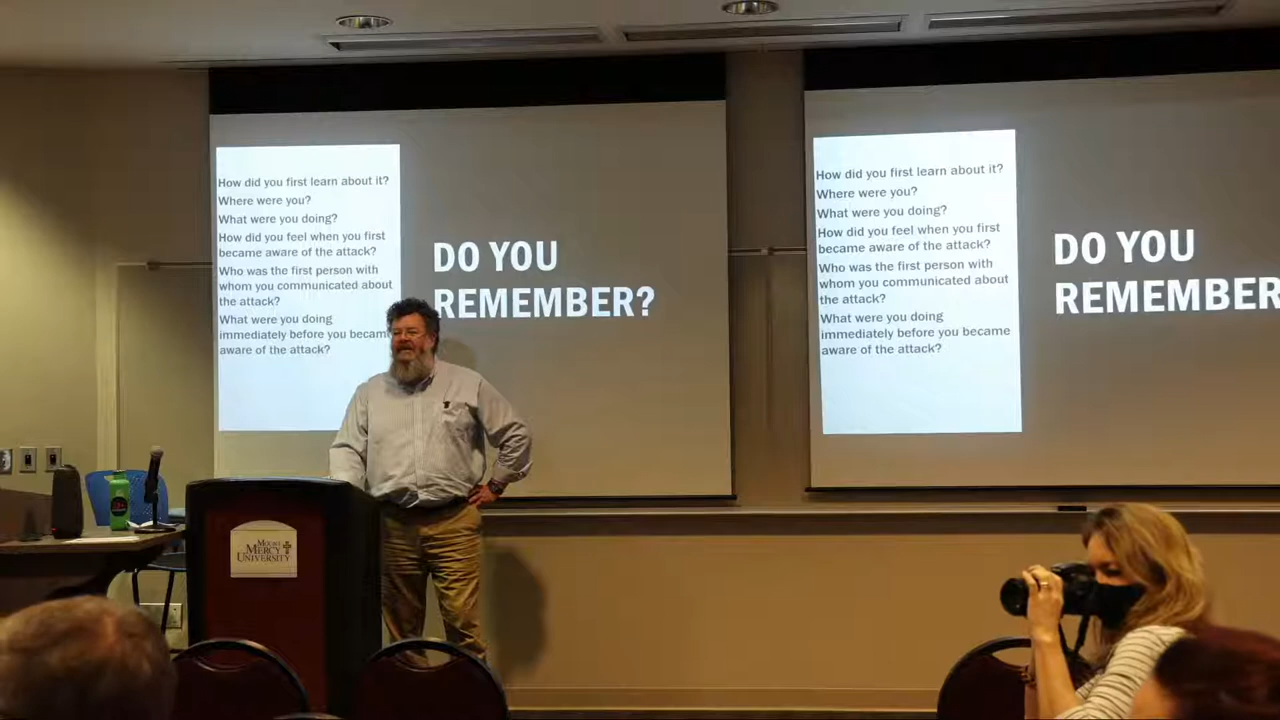 How did you first learn about it?
Where were you?
What were you doing?
How did you feel when you first
became aware of the attack?
Who was the first person with
whom you communicated about
the attack?
What were you doing
immediately before you becam
aware of the attack?
DO YOU
REMEMBER?
How did you first learn about it?
Where were you?
What were you doing?
How did you feel when you first
became aware of the attack?
Who was the first person with
whom you communicated about
the attack?
What were you doing
immediately before you became
aware of the attack?
DO YOU
REMEMBER
MOUNT
MERCY
UNIVERSITY